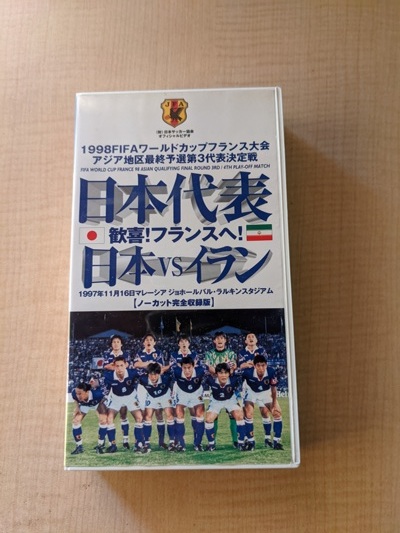 JFA
(財)日本サッカー協会
オフィシャルビデオ
1998FIFAワールドカップフランス大会
アジア地区最終予選第3代表決定戦
FIFA WORLD CUP FRANCE 98 ASIAN QUALIFYING FINAL ROUND 3RD / 4TH PLAY-OFF MATCH
日本代表
歓喜!フランスへ!
日本vsイラン
1997年11月16日マレーシア ジョホールバル・ラルキンスタジアム
【ノーカット完全収録版】